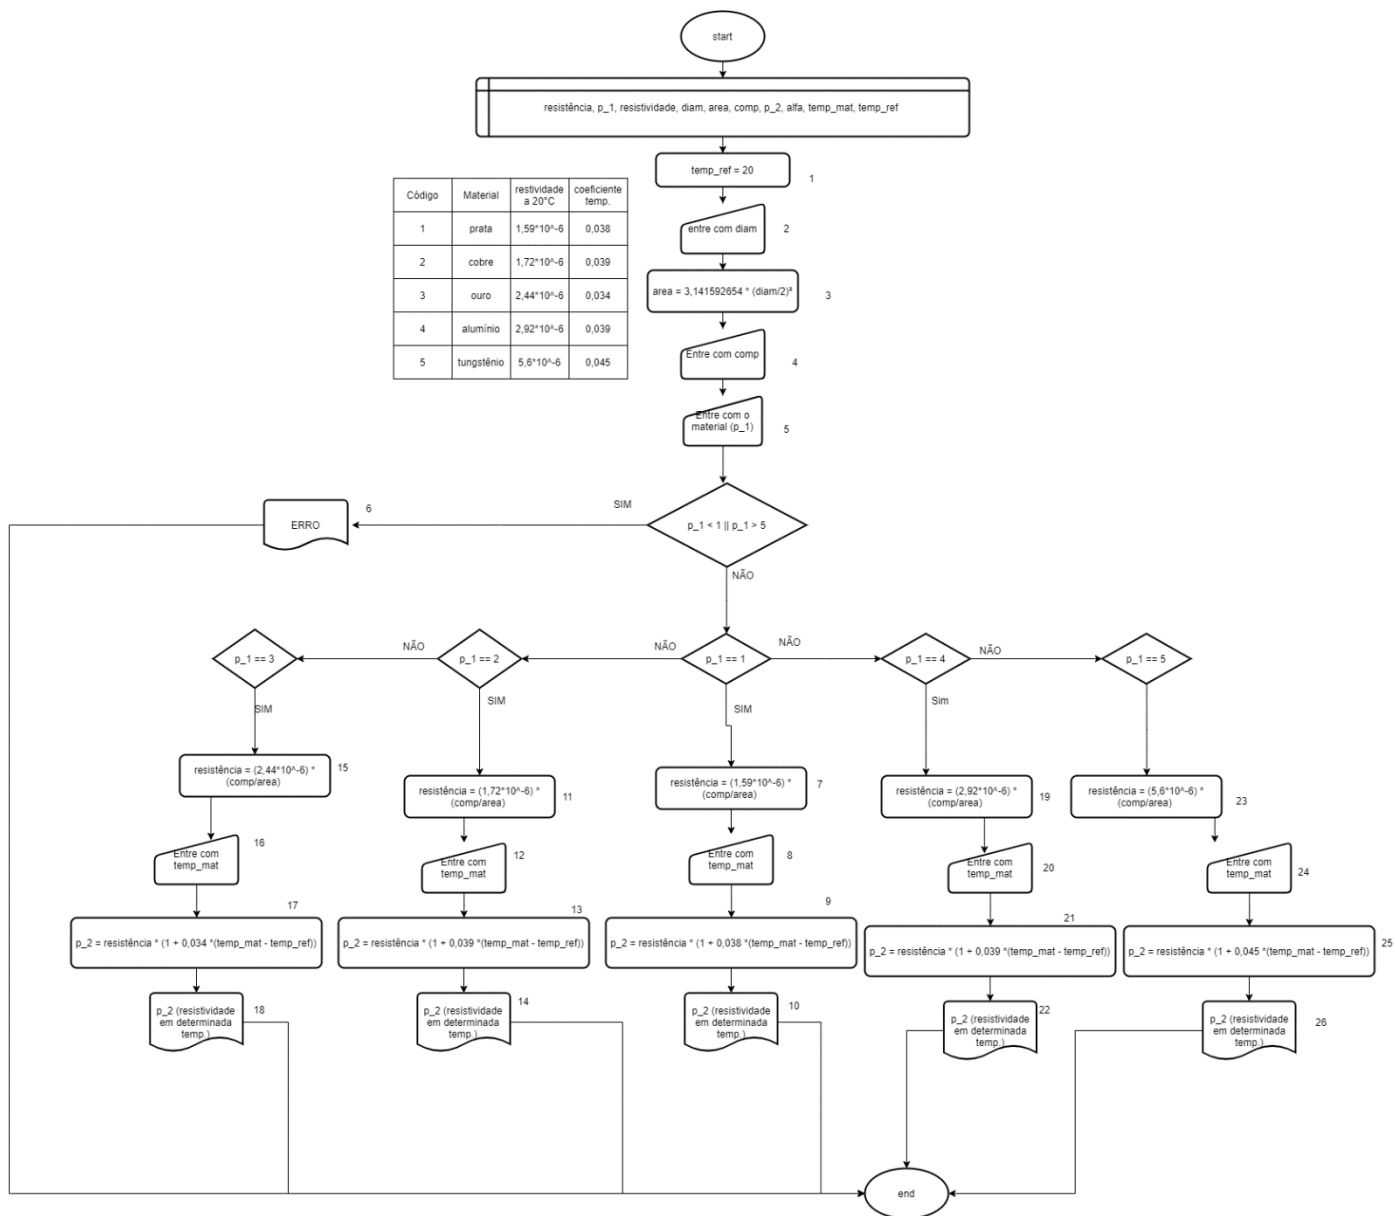 start
resistência, p_1, resistividade, diam, area, comp, p_2, alfa, temp_mat, temp_ref
temp_ref = 20
1
Código Material restividade a 20°C coeficiente temp.
1 prata 1,59*10^-6 0,038
2 cobre 1,72*10^-6 0,039
3 ouro 2,44*10^-6 0,034
4 alumínio 2,92*10^-6 0,039
5 tungstênio 5,6*10^-6 0,045
entre com diam
2
area = 3,141592654 * (diam/2)²
3
Entre com comp
4
Entre com o
material (p_1)
5
p_1 < 1 || p_1 > 5
SIM
6
ERRO
NÃO
p_1 == 3
NÃO
p_1 == 2
NÃO
p_1 == 1
NÃO
p_1 == 4
NÃO
p_1 == 5
SIM
SIM
SIM
Sim
resistência = (2,44*10^-6) *
(comp/area)
15
resistência = (1,72*10^-6) *
(comp/area)
11
resistência = (1,59*10^-6) *
(comp/area)
7
resistência = (2,92*10^-6) *
(comp/area)
19
resistência = (5,6*10^-6) *
(comp/area)
23
Entre com
temp_mat
16
Entre com
temp_mat
12
Entre com
temp_mat
8
Entre com
temp_mat
20
Entre com
temp_mat
24
17
p_2 = resistência * (1 + 0,034 *(temp_mat - temp_ref))
13
p_2 = resistência * (1 + 0,039 *(temp_mat - temp_ref))
9
p_2 = resistência * (1 + 0,038 *(temp_mat - temp_ref))
21
p_2 = resistência * (1 + 0,039 *(temp_mat - temp_ref))
25
p_2 = resistência * (1 + 0,045 *(temp_mat - temp_ref))
p_2 (resistividade
em determinada
temp.)
18
p_2 (resistividade
em determinada
temp.)
14
p_2 (resistividade
em determinada
temp.)
10
p_2 (resistividade
em determinada
temp.)
22
p_2 (resistividade
em determinada
temp.)
26
end